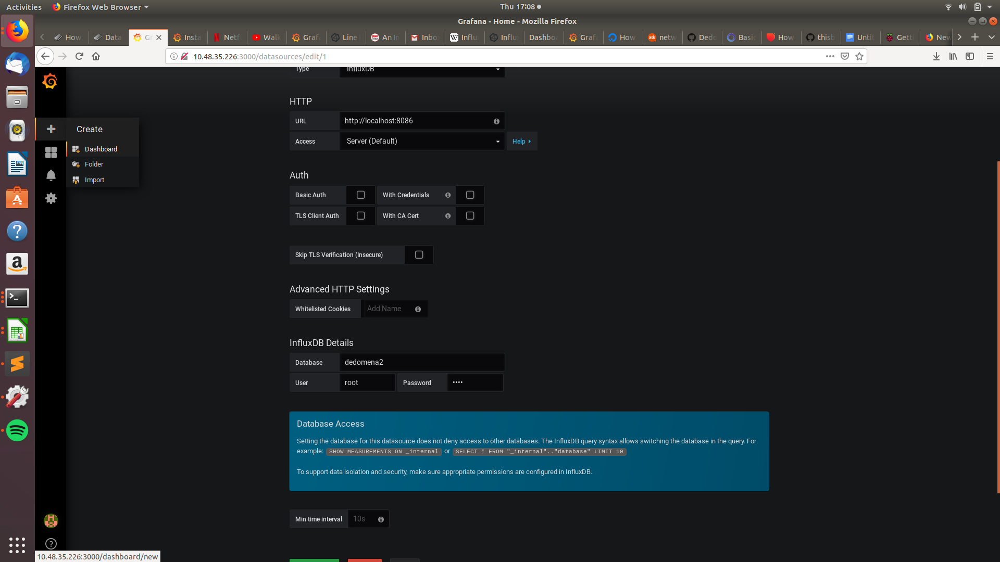 Activities
Firefox Web Browser
Thu 17:08
Grafana - Home - Mozilla Firefox
How
Data
Gr
Insta
Netf
Walk
Graf
Line
An In
Inbo
Influ
Influ
Dashbo
Graf
How
netw
Dedo
Basic
How
thisb
Untit
Getti
New
10.48.35.226:3000/datasources/edit/1
Type
InfluxDB
HTTP
URL
http://localhost:8086
Access
Server (Default)
Help
Create
Dashboard
Folder
Import
Auth
Basic Auth
With Credentials
TLS Client Auth
With CA Cert
Skip TLS Verification (Insecure)
Advanced HTTP Settings
Whitelisted Cookies
Add Name
InfluxDB Details
Database
dedomena2
User
root
Password
••••
Database Access
Setting the database for this datasource does not deny access to other databases. The InfluxDB query syntax allows switching the database in the query. For
example: SHOW MEASUREMENTS ON _internal or SELECT * FROM "_internal".."database" LIMIT 10
To support data isolation and security, make sure appropriate permissions are configured in InfluxDB.
Min time interval
10s
10.48.35.226:3000/dashboard/new